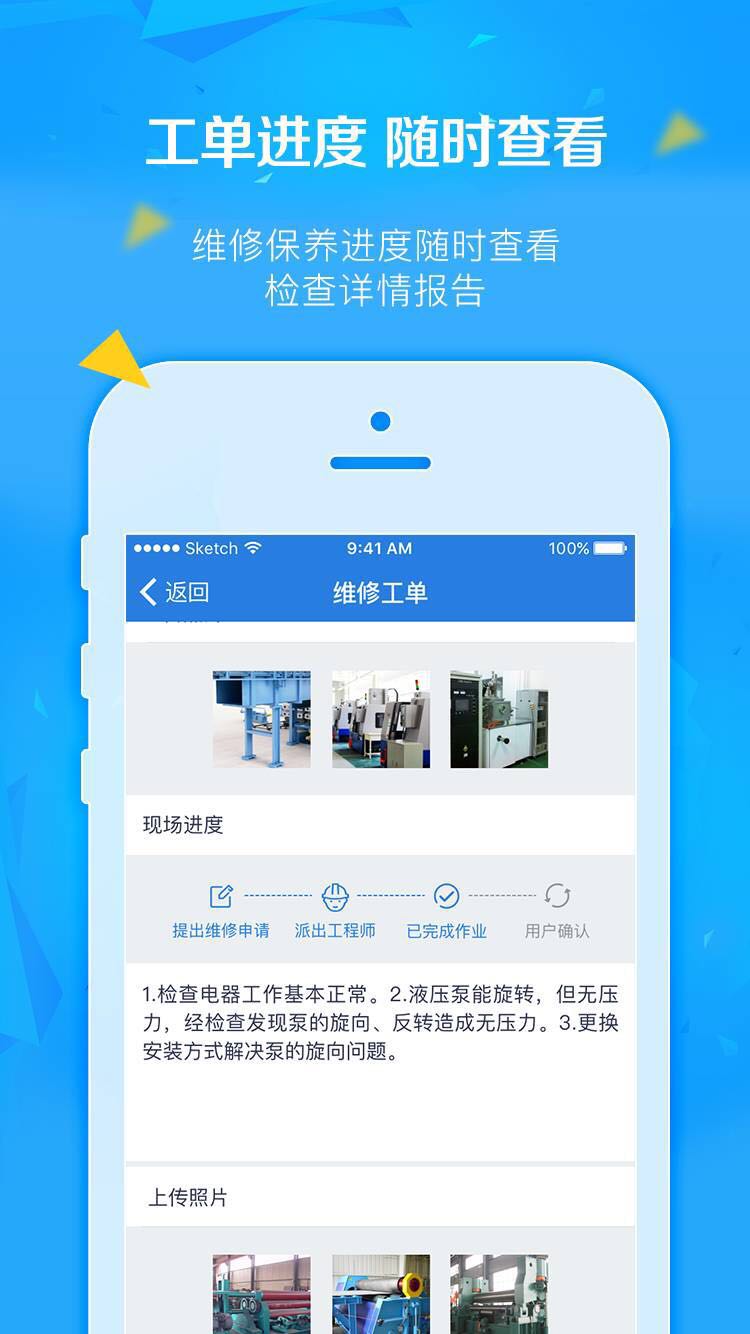 工单进度 随时查看
维修保养进度随时查看
检查详情报告
Sketch 9:41 AM 100%
返回 维修工单
现场进度
提出维修申请 派出工程师 已完成作业 用户确认
1.检查电器工作基本正常。2.液压泵能旋转，但无压
力，经检查发现泵的旋向、反转造成无压力。3.更换
安装方式解决泵的旋向问题。
上传照片